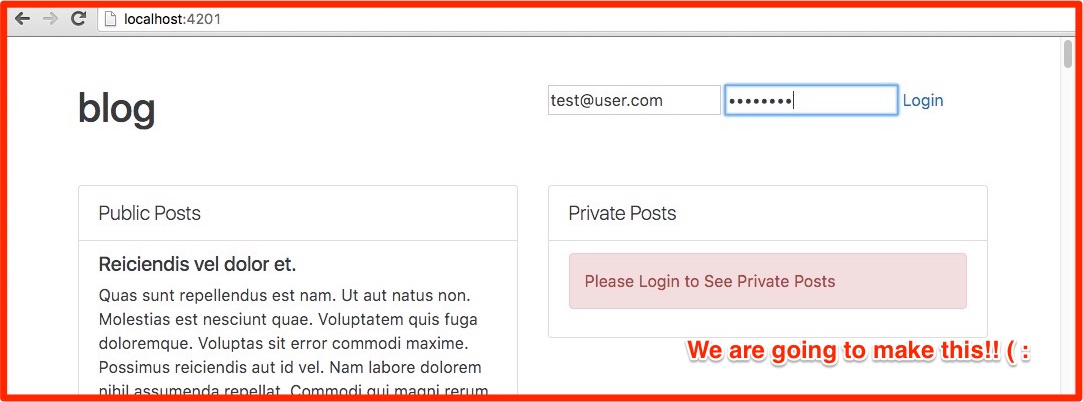 localhost:4201
blog
test@user.com •••••••• Login
Public Posts
Private Posts
Reiciendis vel dolor et.
Quas sunt repellendus est nam. Ut aut natus non.
Molestias est nesciunt quae. Voluptatem quis fuga
doloremque. Voluptas sit error commodi maxime.
Possimus reiciendis aut id vel. Nam labore dolorem
nihil assumenda repellat. Commodi qui magni rerum
Please Login to See Private Posts
We are going to make this!! ( :